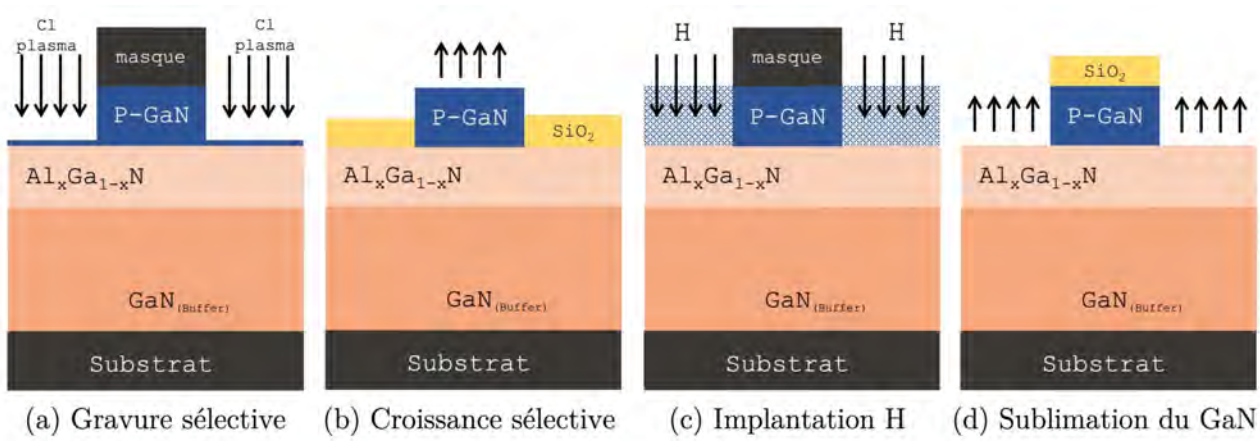 Cl
plasma
Cl
plasma
masque
P-GaN
AlₓGa₁₋ₓN
GaN(Buffer)
Substrat
(a) Gravure sélective
P-GaN
SiO₂
AlₓGa₁₋ₓN
GaN(Buffer)
Substrat
(b) Croissance sélective
H
H
masque
P-GaN
AlₓGa₁₋ₓN
GaN(Buffer)
Substrat
(c) Implantation H
SiO₂
P-GaN
AlₓGa₁₋ₓN
GaN(Buffer)
Substrat
(d) Sublimation du GaN